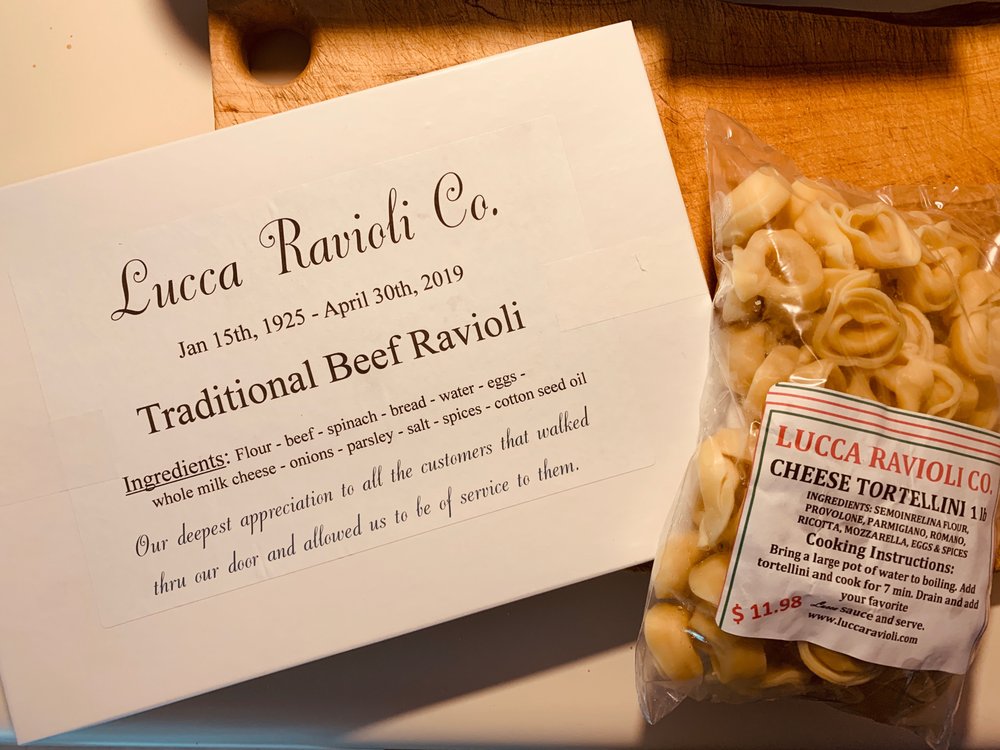 Lucca Ravioli Co.
Jan 15th, 1925 - April 30th, 2019
Traditional Beef Ravioli
Ingredients: Flour - beef - spinach - bread - water - eggs -
whole milk cheese - onions - parsley - salt - spices - cotton seed oil
Our deepest appreciation to all the customers that walked
thru our door and allowed us to be of service to them.
LUCCA RAVIOLI CO.
CHEESE TORTELLINI 1 lb
INGREDIENTS: SEMOINRELINA FLOUR,
PROVOLONE, PARMIGIANO, ROMANO,
RICOTTA, MOZZARELLA, EGGS & SPICES
Cooking Instructions:
Bring a large pot of water to boiling. Add
tortellini and cook for 7 min. Drain and add
your favorite
$ 11.98 Lucca sauce and serve.
www.luccaravioli.com